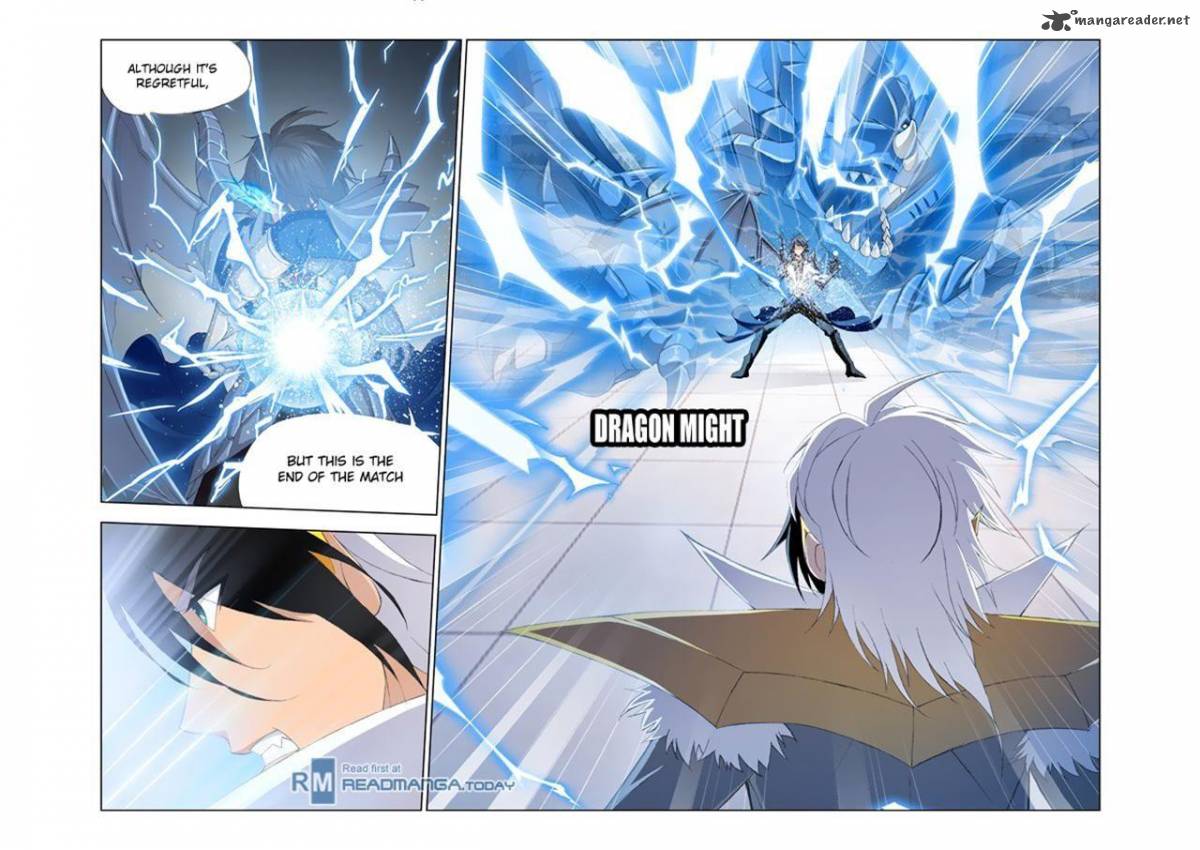 mangareader.net
ALTHOUGH IT'S
REGRETFUL,
BUT THIS IS THE
END OF THE MATCH
DRAGON MIGHT
RM Read first at
READMANGA.TODAY